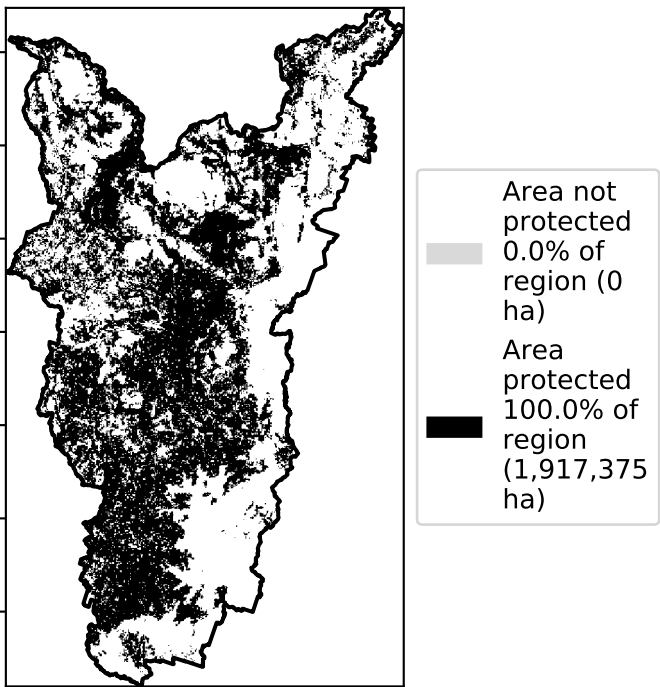 Area not
protected
0.0% of
region (0
ha)
Area
protected
100.0% of
region
(1,917,375
ha)